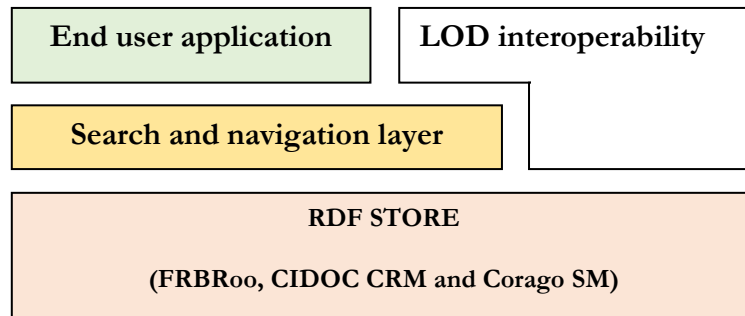 End user application
LOD interoperability
Search and navigation layer
RDF STORE
(FRBRoo, CIDOC CRM and Corago SM)